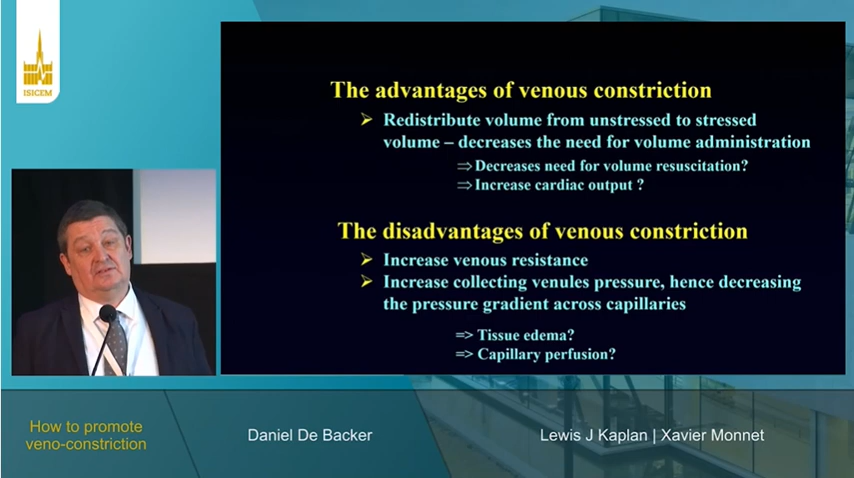 ISICEM
The advantages of venous constriction
➢ Redistribute volume from unstressed to stressed
volume – decreases the need for volume administration
⇒ Decreases need for volume resuscitation?
⇒ Increase cardiac output ?
The disadvantages of venous constriction
➢ Increase venous resistance
➢ Increase collecting venules pressure, hence decreasing
the pressure gradient across capillaries
=> Tissue edema?
=> Capillary perfusion?
How to promote
veno-constriction
Daniel De Backer
Lewis J Kaplan | Xavier Monnet